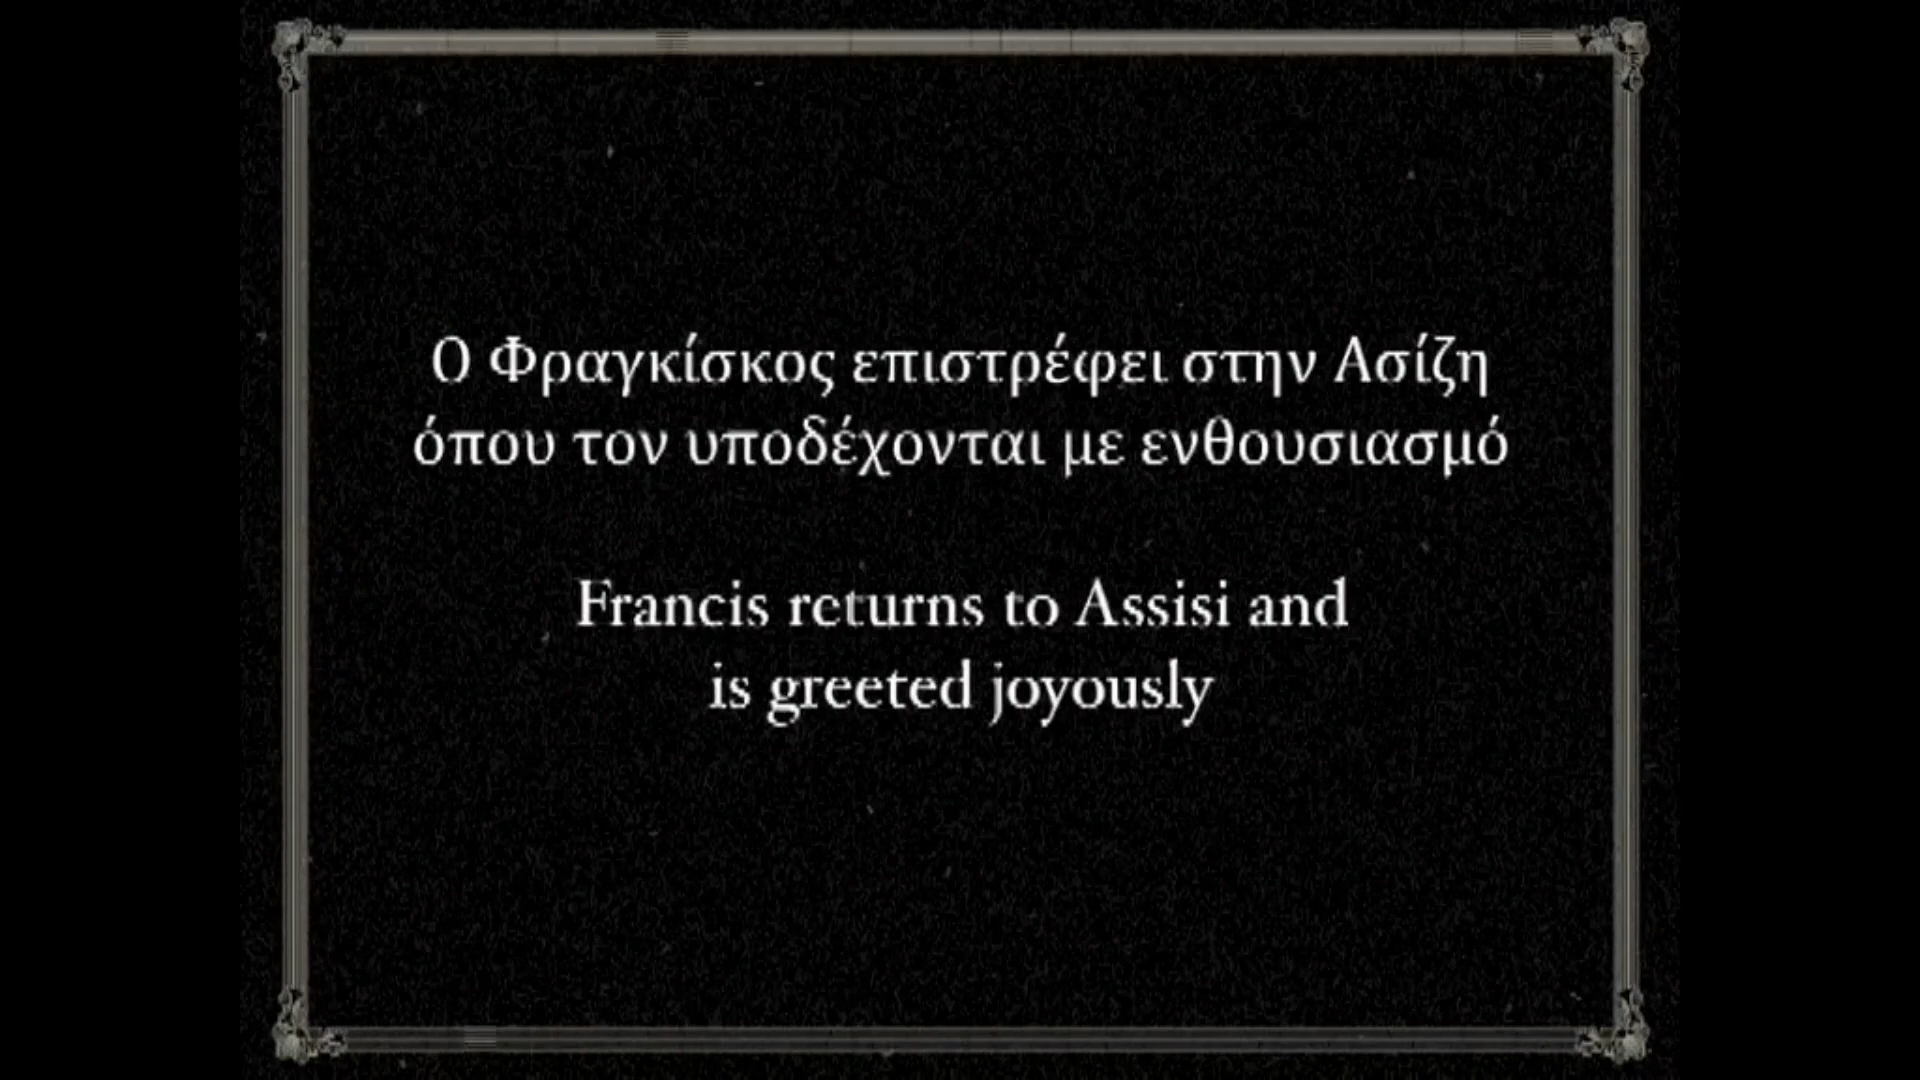 Ο Φραγκίσκος επιστρέφει στην Ασίζη
όπου τον υποδέχονται με ενθουσιασμό
Francis returns to Assisi and
is greeted joyously